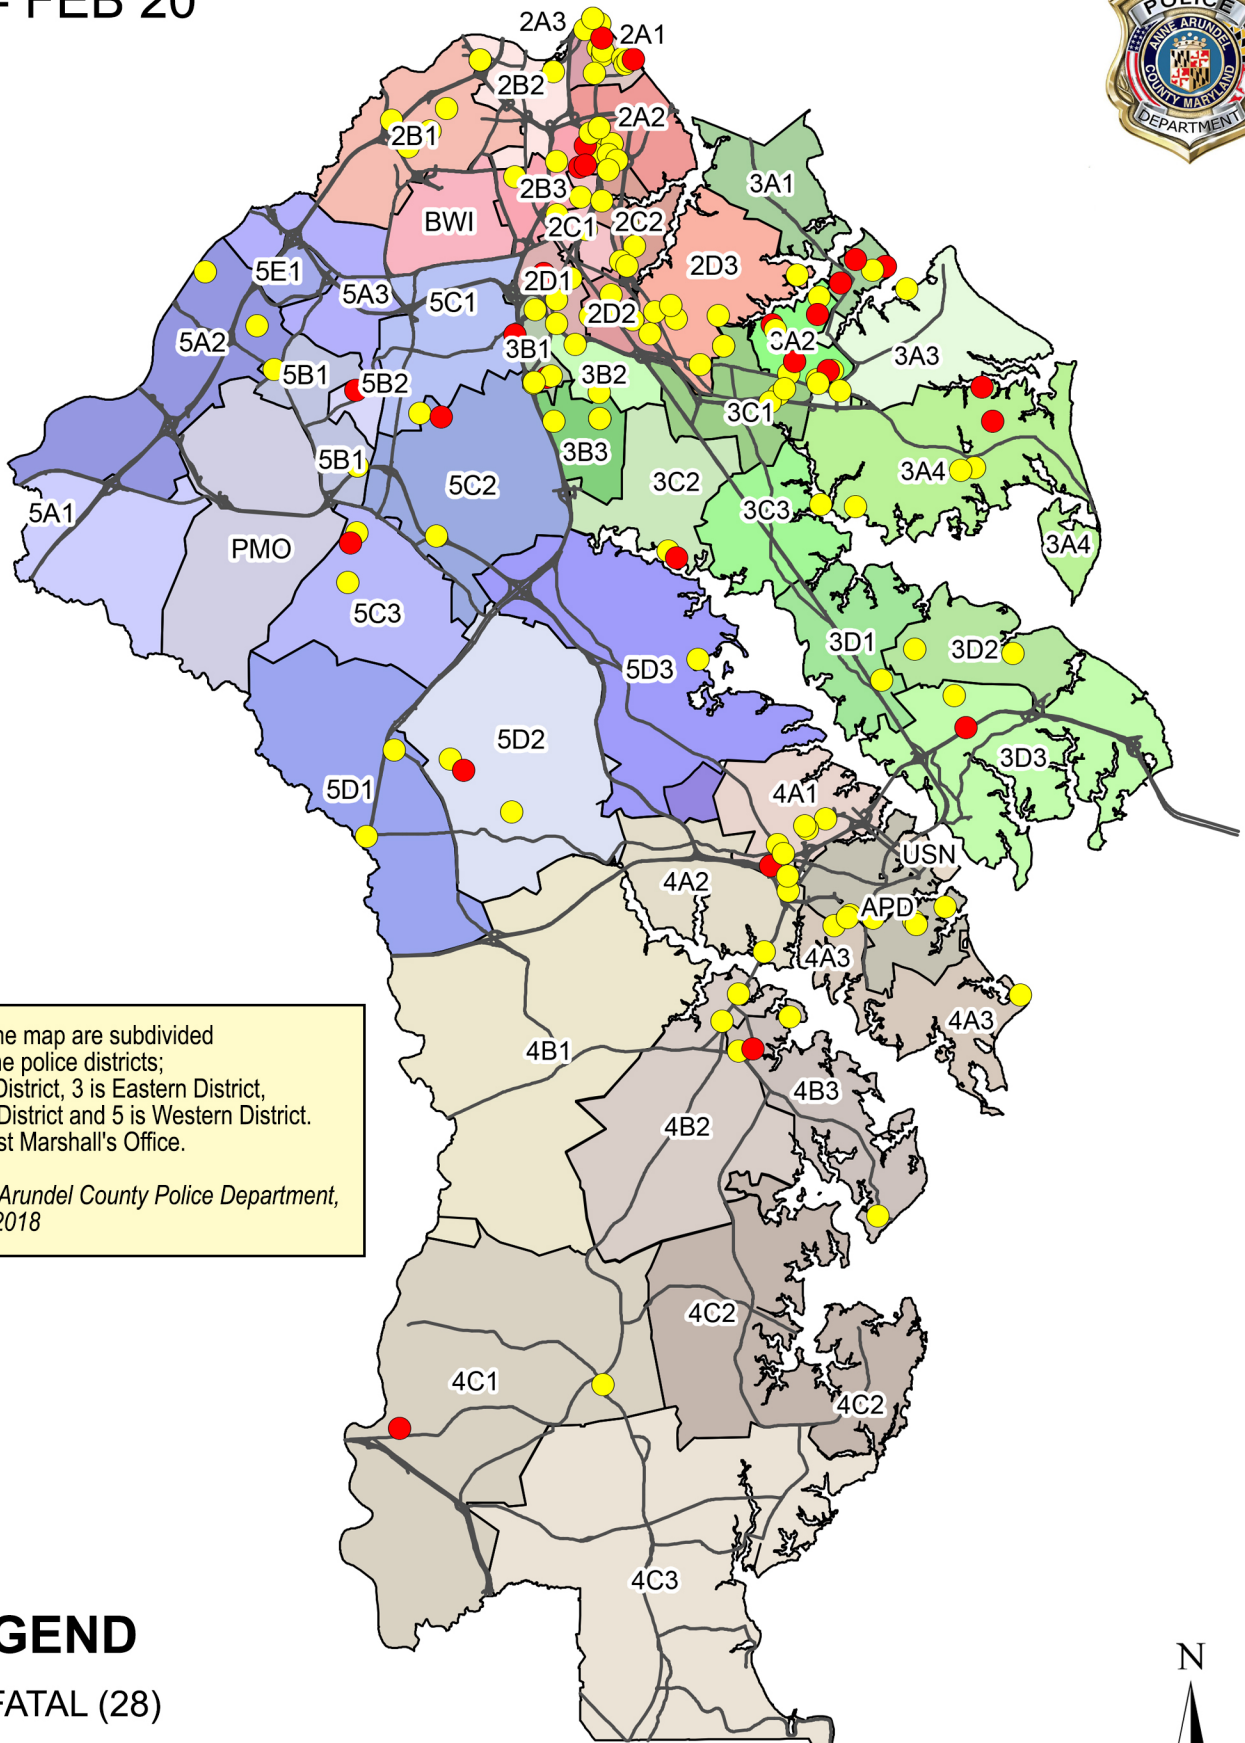 - FEB 20
POLICE
ANNE ARUNDEL
COUNTY MARYLAND
DEPARTMENT
2A3
2A1
2B2
2A2
2B1
3A1
2B3
BWI
2C1
2C2
2D3
5E1
2D1
5A3
5C1
2D2
5A2
3B1
3A2
3A3
5B1
5B2
3B2
3C1
5B1
3B3
3A4
5C2
3C2
5A1
3C3
PMO
3A4
5C3
3D1
3D2
5D3
5D2
3D3
5D1
4A1
USN
4A2
APD
4A3
4A3
4B1
4B3
4B2
4C2
4C1
4C2
4C3
he map are subdivided
he police districts;
District, 3 is Eastern District,
District and 5 is Western District.
st Marshall's Office.
Arundel County Police Department,
2018
GEND
FATAL (28)
N